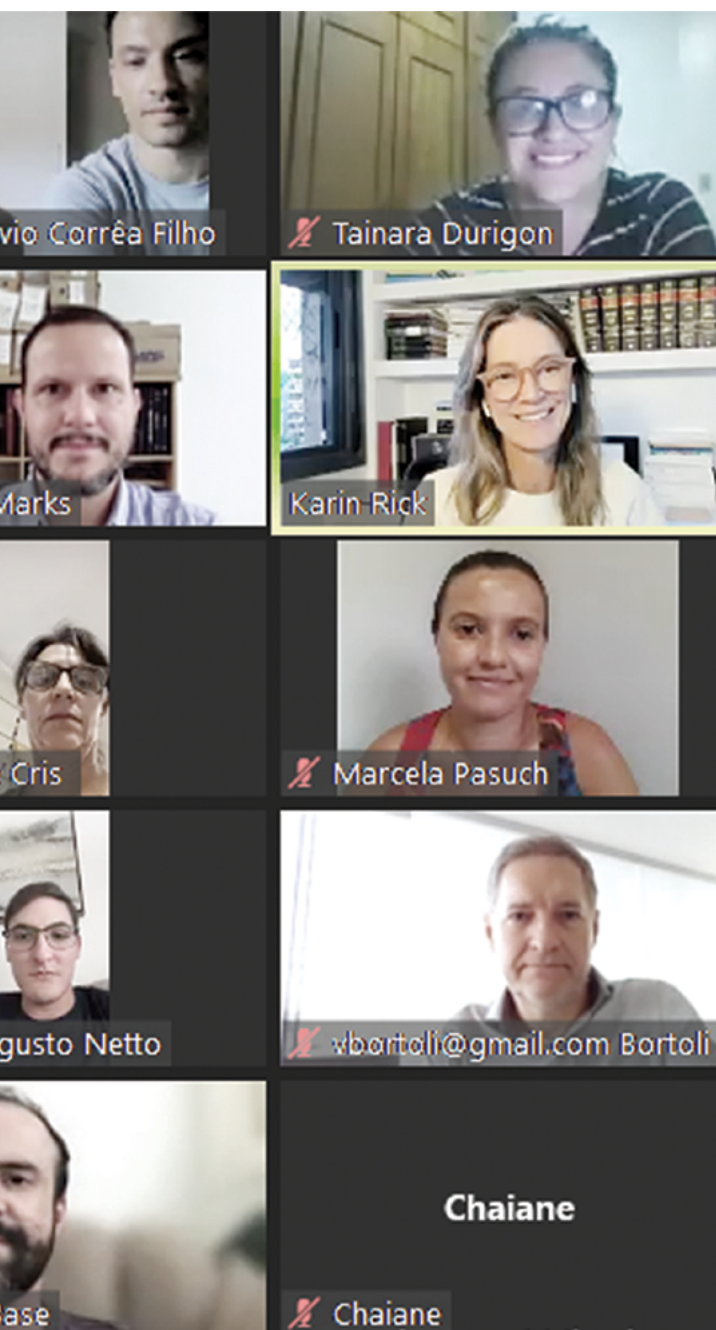 vio Corrêa Filho
Tainara Durigon
Marks
Karin Rick
Cris
Marcela Pasuch
gusto Netto
vbortoli@gmail.com Bortoli
Chaiane
ase
Chaiane